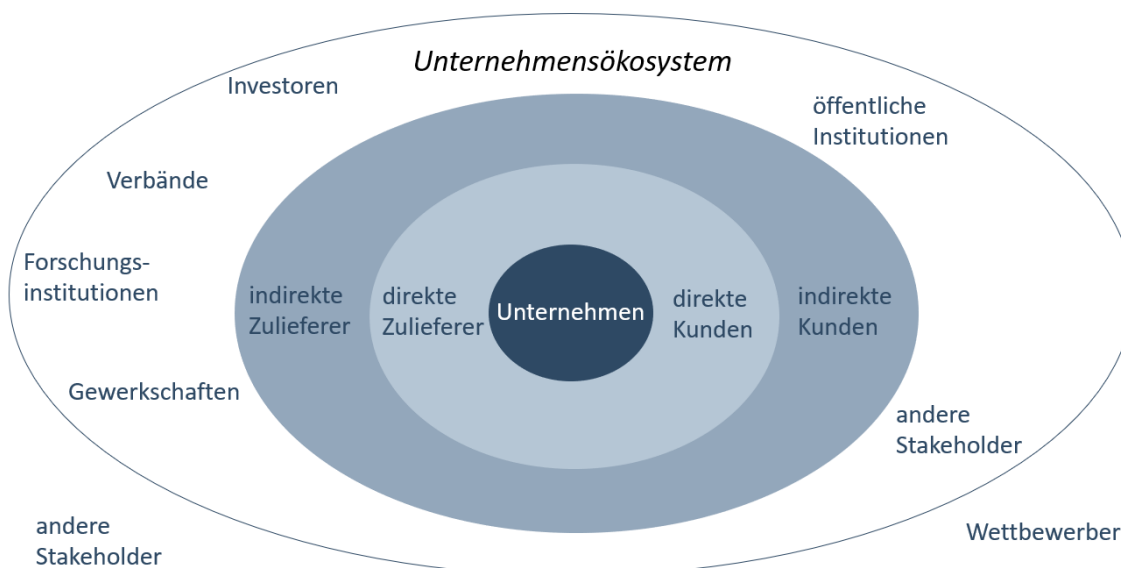 Unternehmensökosystem
Investoren
öffentliche
Institutionen
Verbände
Forschungs-
institutionen
indirekte
Zulieferer
direkte
Zulieferer
Unternehmen
direkte
Kunden
indirekte
Kunden
Gewerkschaften
andere
Stakeholder
andere
Stakeholder
Wettbewerber